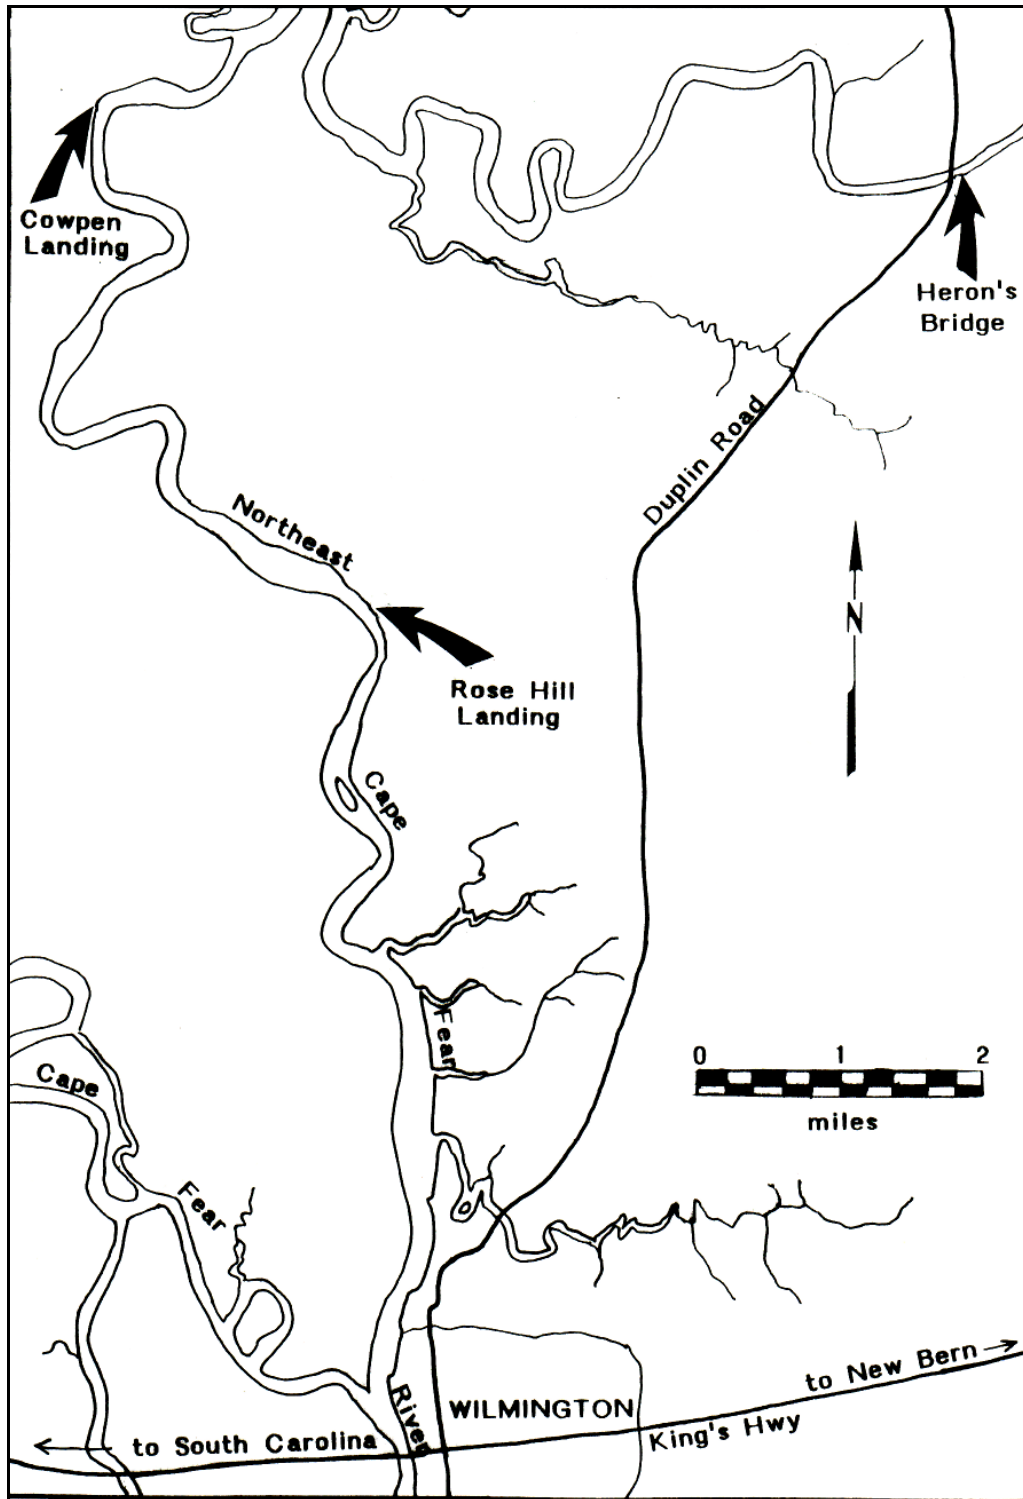 Cowpen
Landing
Heron's
Bridge
Duplin Road
Northeast
N
Rose Hill
Landing
Cape
Fear
0 1 2
miles
Cape
Fear
to New Bern
River
WILMINGTON
King's Hwy
to South Carolina